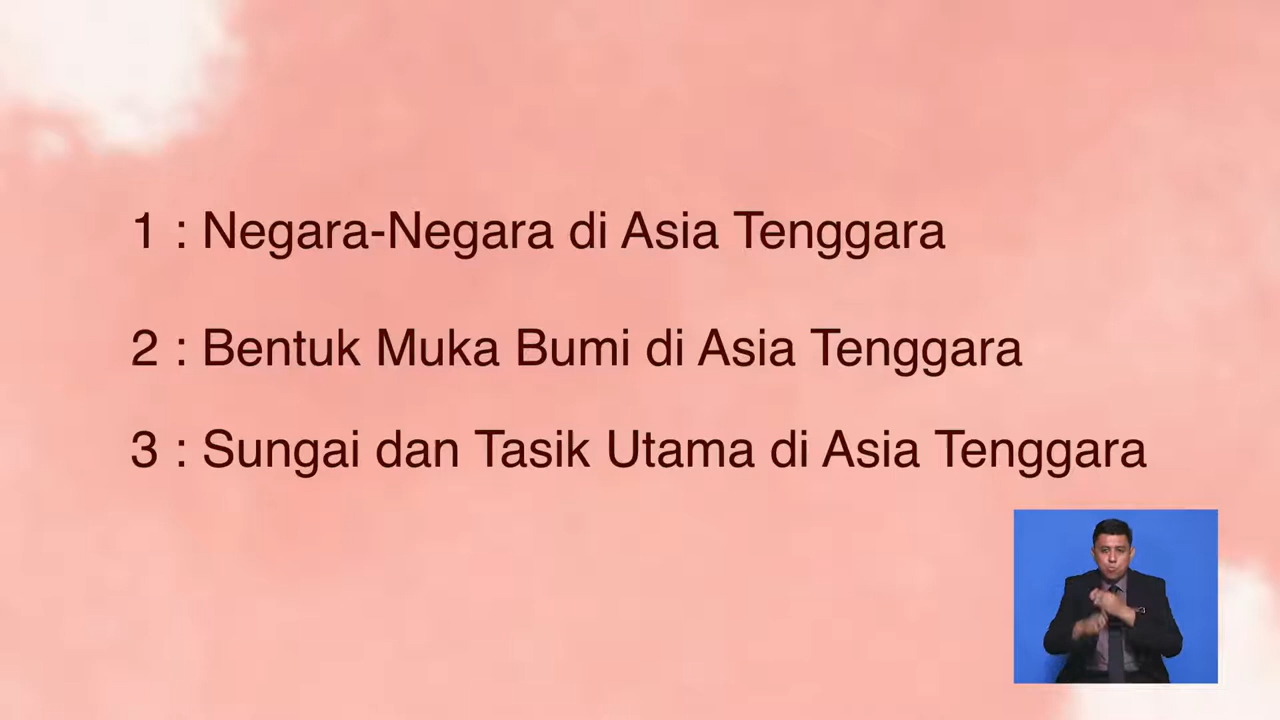 1 : Negara-Negara di Asia Tenggara
2 : Bentuk Muka Bumi di Asia Tenggara
3 : Sungai dan Tasik Utama di Asia Tenggara